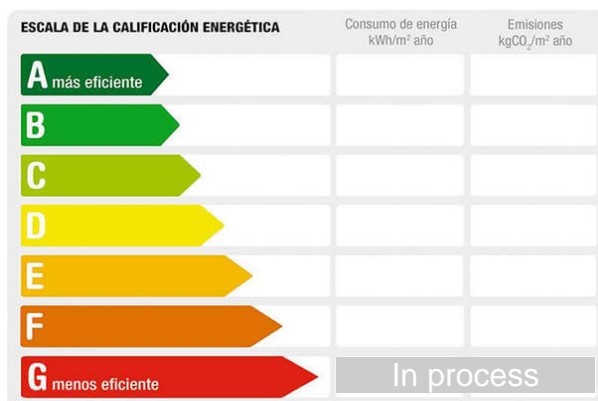 ESCALA DE LA CALIFICACIÓN ENERGÉTICA
Consumo de energía
kWh/m² año
Emisiones
kgCO₂/m² año
A más eficiente
B
C
D
E
F
G menos eficiente
In process